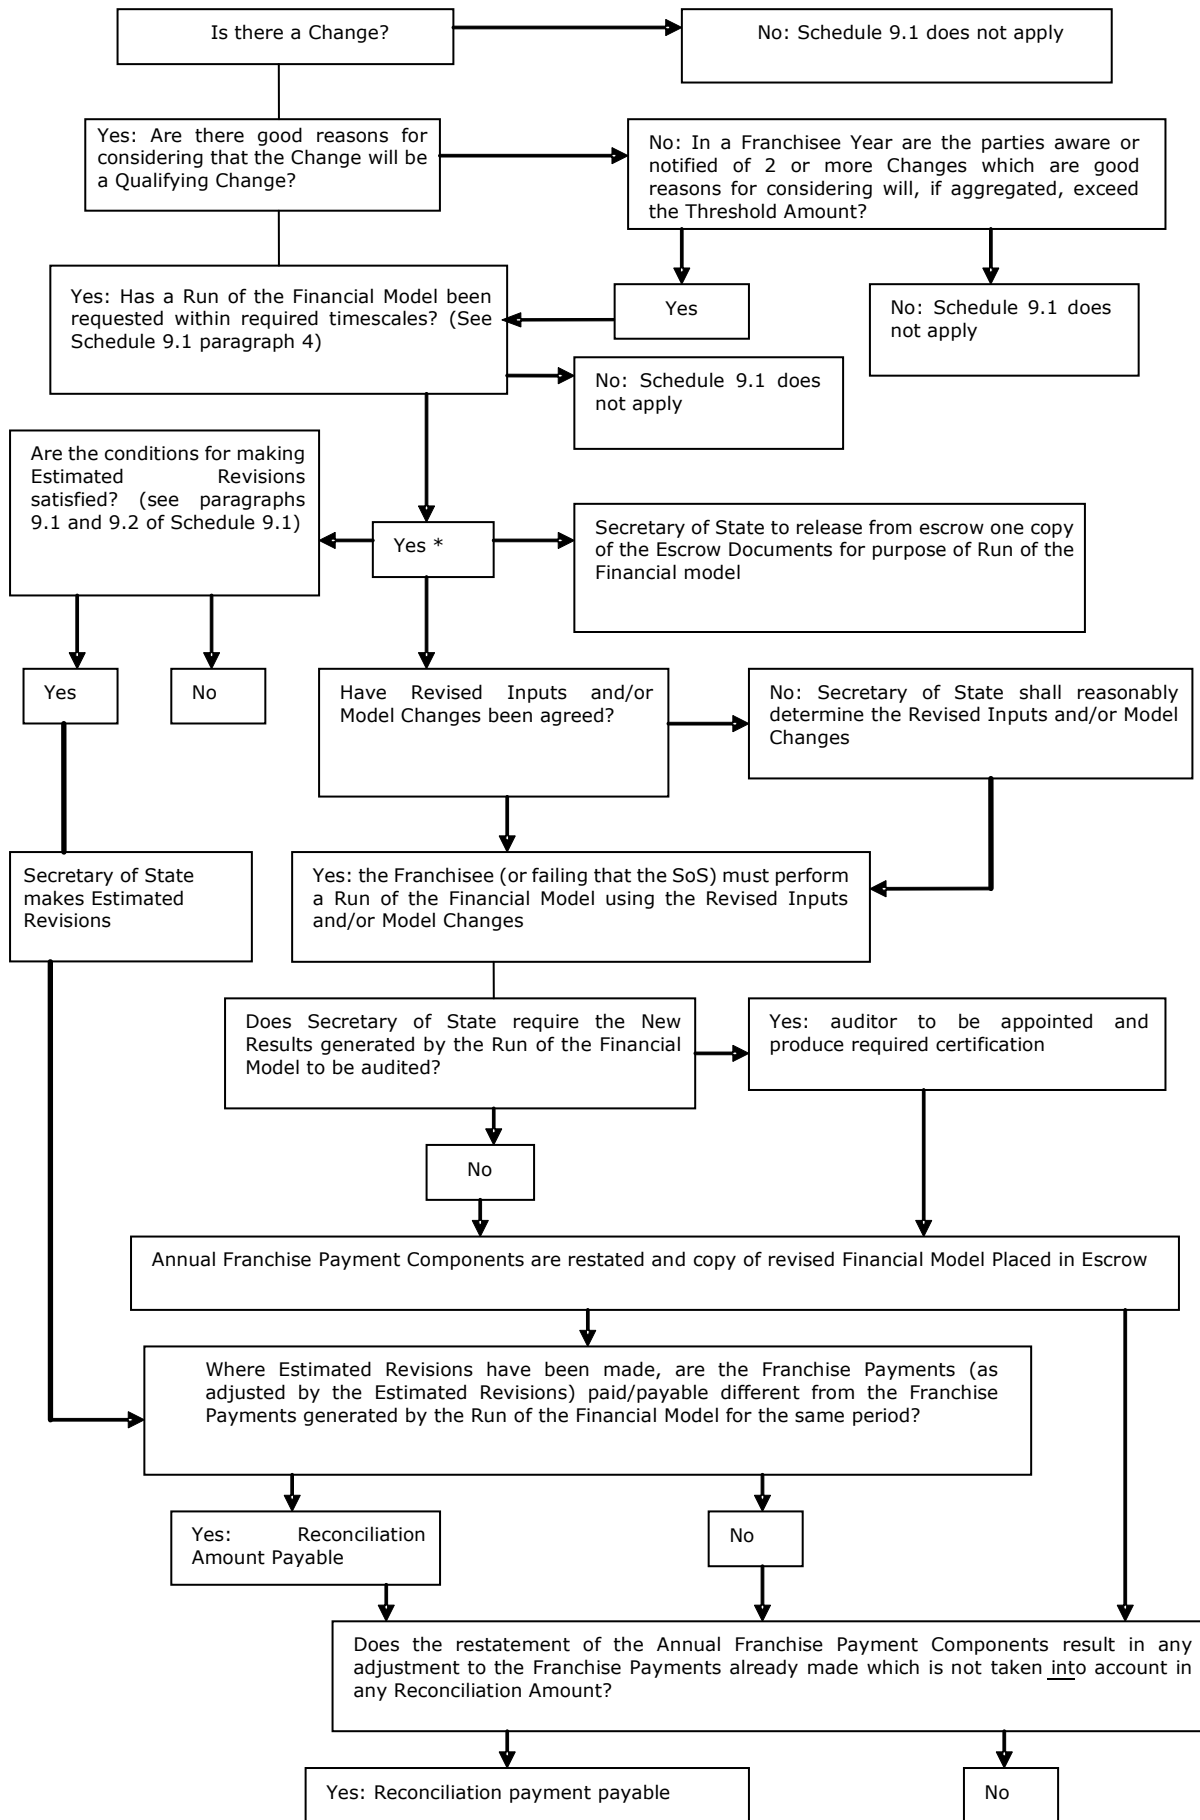 Is there a Change?
No: Schedule 9.1 does not apply
Yes: Are there good reasons for
considering that the Change will be
a Qualifying Change?
No: In a Franchisee Year are the parties aware or
notified of 2 or more Changes which are good
reasons for considering will, if aggregated, exceed
the Threshold Amount?
Yes: Has a Run of the Financial Model been
requested within required timescales? (See
Schedule 9.1 paragraph 4)
Yes
No: Schedule 9.1 does
not apply
No: Schedule 9.1 does
not apply
Are the conditions for making
Estimated Revisions
satisfied? (see paragraphs
9.1 and 9.2 of Schedule 9.1)
Yes *
Secretary of State to release from escrow one copy
of the Escrow Documents for purpose of Run of the
Financial model
Yes
No
Have Revised Inputs and/or
Model Changes been agreed?
No: Secretary of State shall reasonably
determine the Revised Inputs and/or Model
Changes
Secretary of State
makes Estimated
Revisions
Yes: the Franchisee (or failing that the SoS) must perform
a Run of the Financial Model using the Revised Inputs
and/or Model Changes
Does Secretary of State require the New
Results generated by the Run of the Financial
Model to be audited?
Yes: auditor to be appointed and
produce required certification
No
Annual Franchise Payment Components are restated and copy of revised Financial Model Placed in Escrow
Where Estimated Revisions have been made, are the Franchise Payments (as
adjusted by the Estimated Revisions) paid/payable different from the Franchise
Payments generated by the Run of the Financial Model for the same period?
Yes: Reconciliation
Amount Payable
No
Does the restatement of the Annual Franchise Payment Components result in any
adjustment to the Franchise Payments already made which is not taken into account in
any Reconciliation Amount?
Yes: Reconciliation payment payable
No